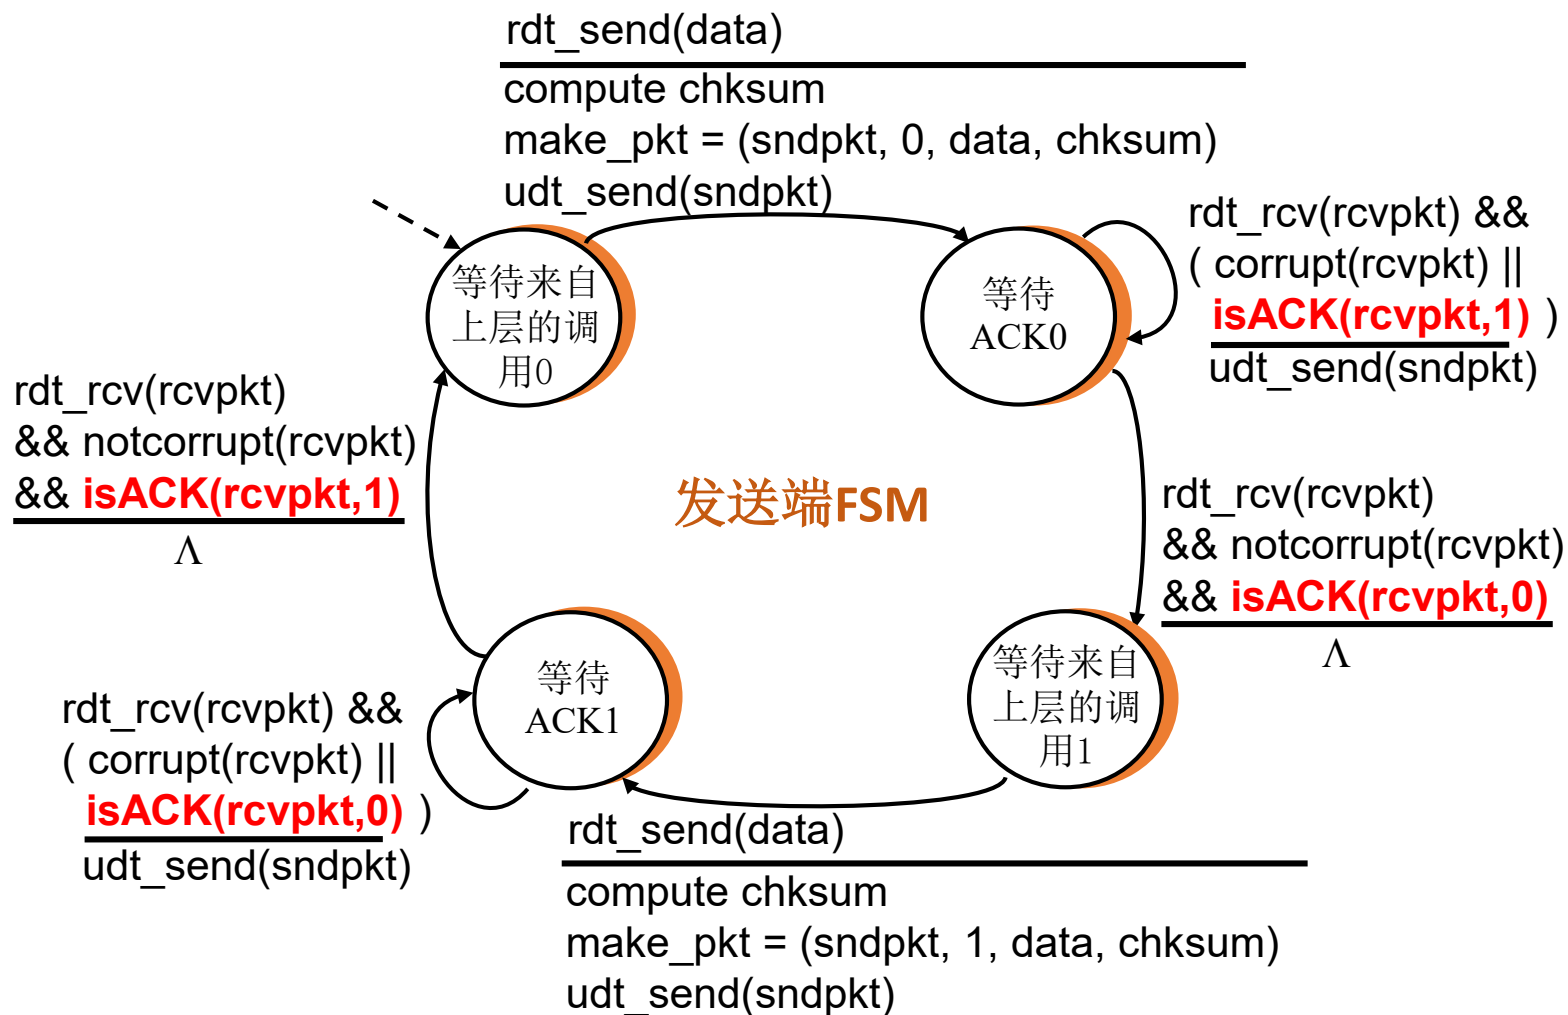 rdt_send(data)
compute chksum
make_pkt = (sndpkt, 0, data, chksum)
udt_send(sndpkt)
等待来自
上层的调
用0
等待
ACK0
rdt_rcv(rcvpkt) &&
( corrupt(rcvpkt) ||
isACK(rcvpkt,1) )
udt_send(sndpkt)
rdt_rcv(rcvpkt)
&& notcorrupt(rcvpkt)
&& isACK(rcvpkt,1)
Λ
发送端FSM
rdt_rcv(rcvpkt)
&& notcorrupt(rcvpkt)
&& isACK(rcvpkt,0)
Λ
等待
ACK1
等待来自
上层的调
用1
rdt_rcv(rcvpkt) &&
( corrupt(rcvpkt) ||
isACK(rcvpkt,0) )
udt_send(sndpkt)
rdt_send(data)
compute chksum
make_pkt = (sndpkt, 1, data, chksum)
udt_send(sndpkt)